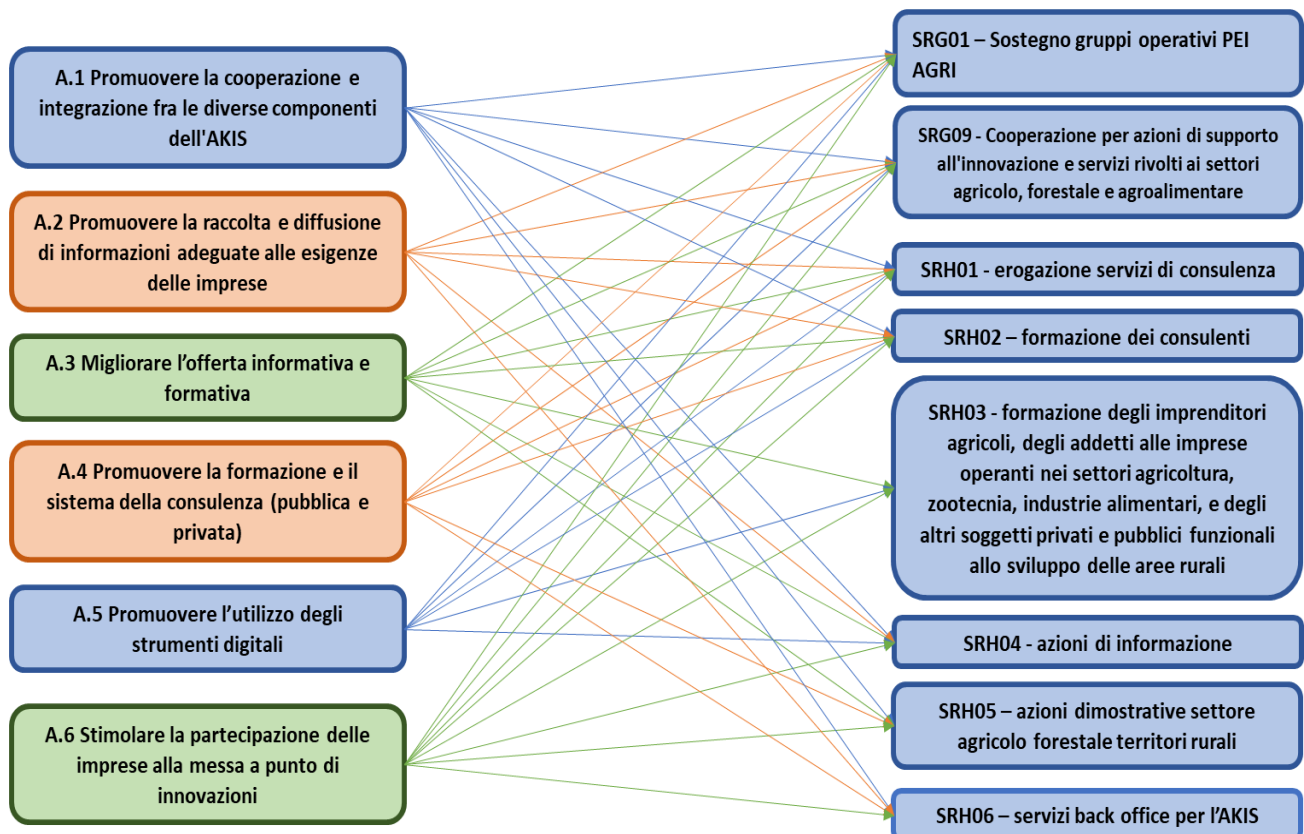 A.1 Promuovere la cooperazione e
integrazione fra le diverse componenti
dell'AKIS
A.2 Promuovere la raccolta e diffusione
di informazioni adeguate alle esigenze
delle imprese
A.3 Migliorare l’offerta informativa e
formativa
A.4 Promuovere la formazione e il
sistema della consulenza (pubblica e
privata)
A.5 Promuovere l’utilizzo degli
strumenti digitali
A.6 Stimolare la partecipazione delle
imprese alla messa a punto di
innovazioni
SRG01 – Sostegno gruppi operativi PEI
AGRI
SRG09 - Cooperazione per azioni di supporto
all'innovazione e servizi rivolti ai settori
agricolo, forestale e agroalimentare
SRH01 - erogazione servizi di consulenza
SRH02 – formazione dei consulenti
SRH03 - formazione degli imprenditori
agricoli, degli addetti alle imprese
operanti nei settori agricoltura,
zootecnia, industrie alimentari, e degli
altri soggetti privati e pubblici funzionali
allo sviluppo delle aree rurali
SRH04 - azioni di informazione
SRH05 – azioni dimostrative settore
agricolo forestale territori rurali
SRH06 – servizi back office per l’AKIS